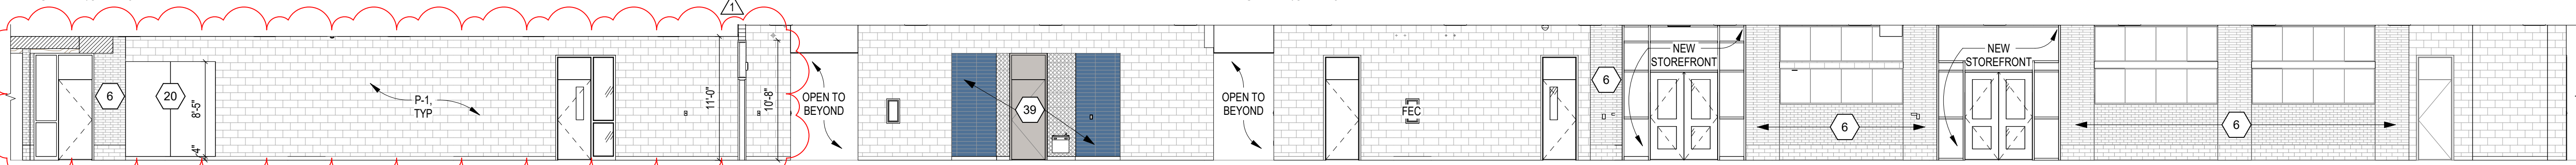 1
6
20
8'-5"
4"
P-1,
TYP
11'-0"
10'-8"
OPEN TO
BEYOND
39
OPEN TO
BEYOND
FEC
6
NEW
STOREFRONT
6
NEW
STOREFRONT
6